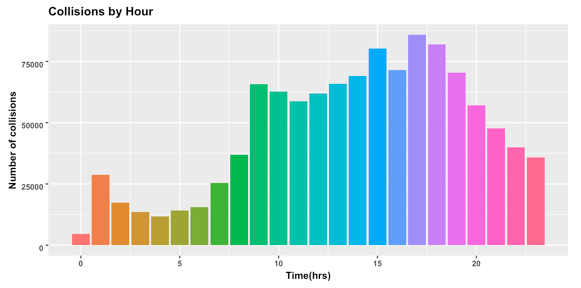 Collisions by Hour
Number of collisions
75000
50000
25000
0
0 5 10 15 20
Time(hrs)